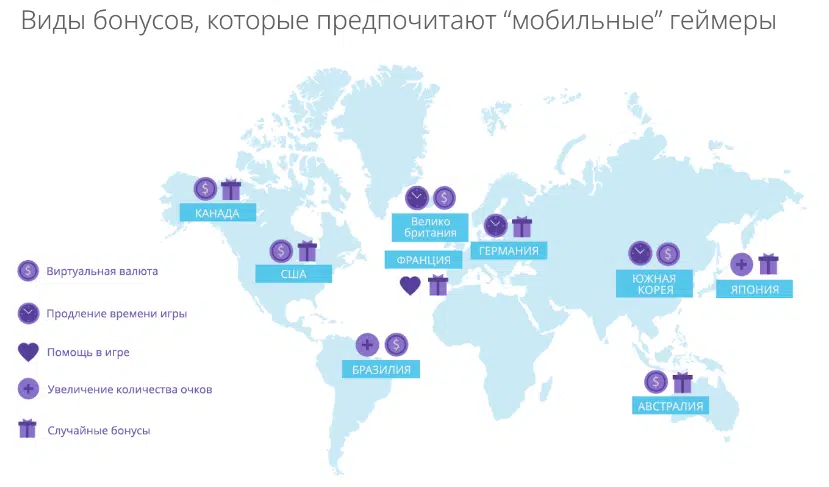 Виды бонусов, которые предпочитают “мобильные” геймеры
КАНАДА
Велико
британия
ГЕРМАНИЯ
ФРАНЦИЯ
США
ЮЖНАЯ
КОРЕЯ
ЯПОНИЯ
БРАЗИЛИЯ
АВСТРАЛИЯ
Виртуальная валюта
Продление времени игры
Помощь в игре
Увеличение количества очков
Случайные бонусы